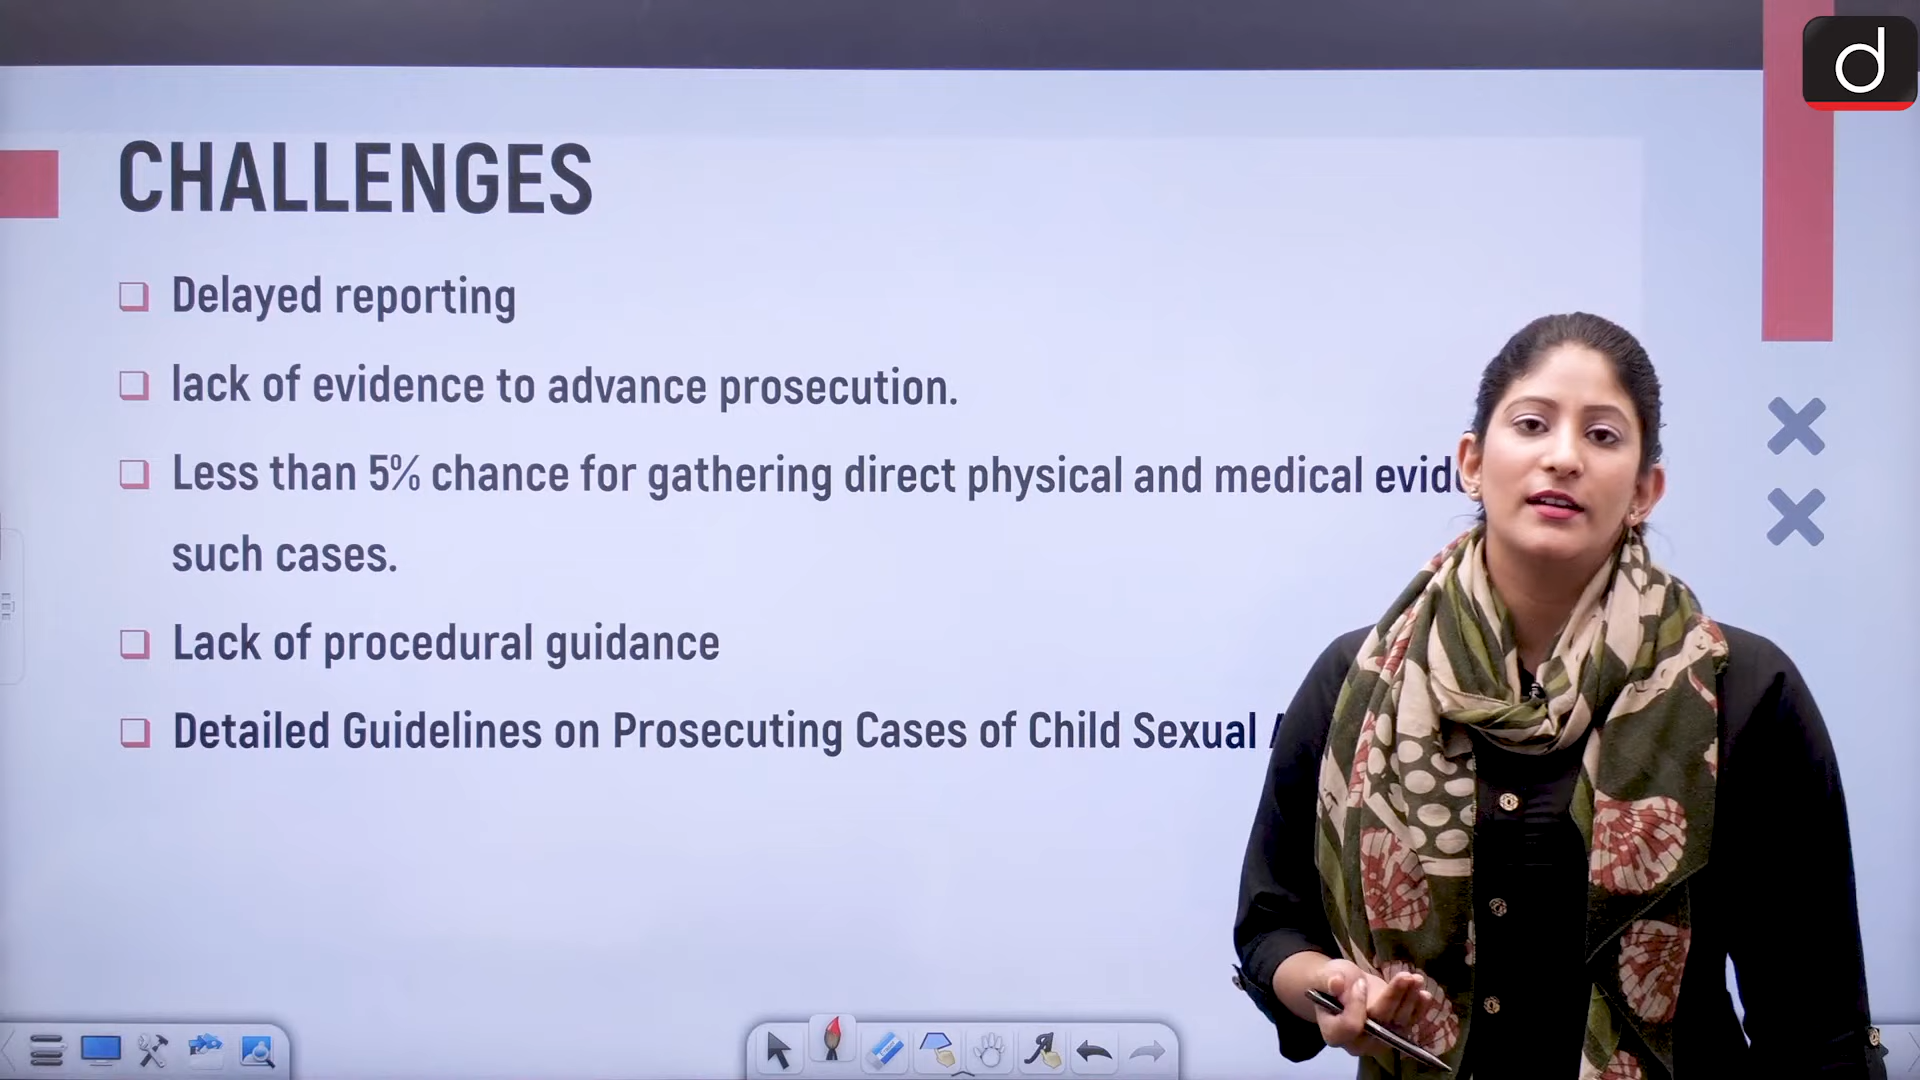 d
CHALLENGES
Delayed reporting
lack of evidence to advance prosecution.
Less than 5% chance for gathering direct physical and medical
such cases.
Lack of procedural guidance
Detailed Guidelines on Prosecuting Cases of Child Sexual